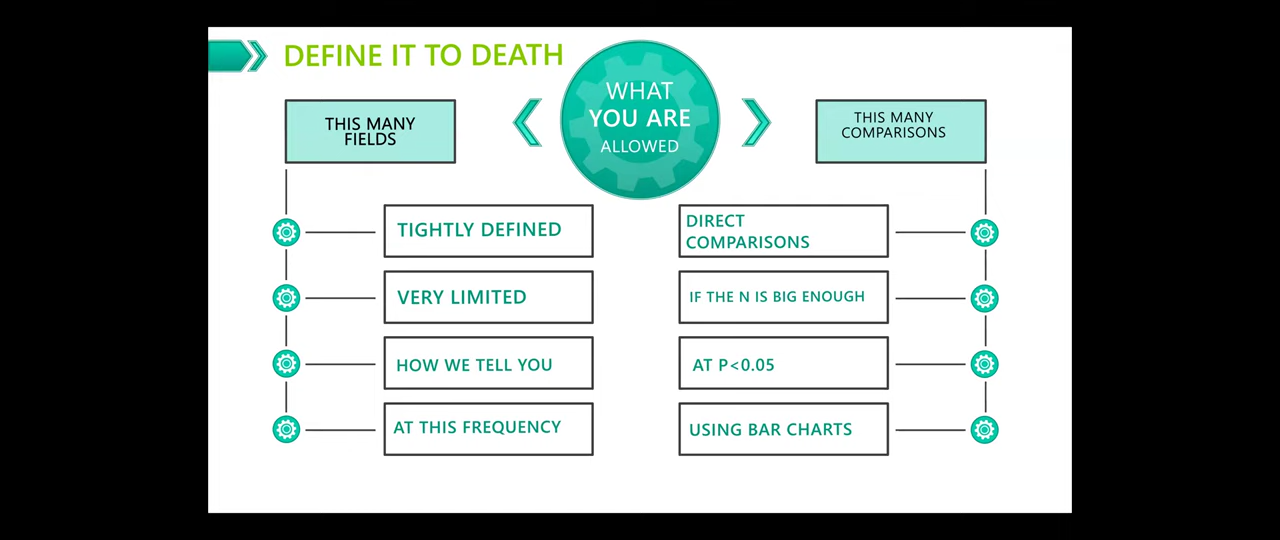 DEFINE IT TO DEATH
WHAT
YOU ARE
ALLOWED
THIS MANY
FIELDS
TIGHTLY DEFINED
VERY LIMITED
HOW WE TELL YOU
AT THIS FREQUENCY
THIS MANY
COMPARISONS
DIRECT
COMPARISONS
IF THE N IS BIG ENOUGH
AT P<0.05
USING BAR CHARTS